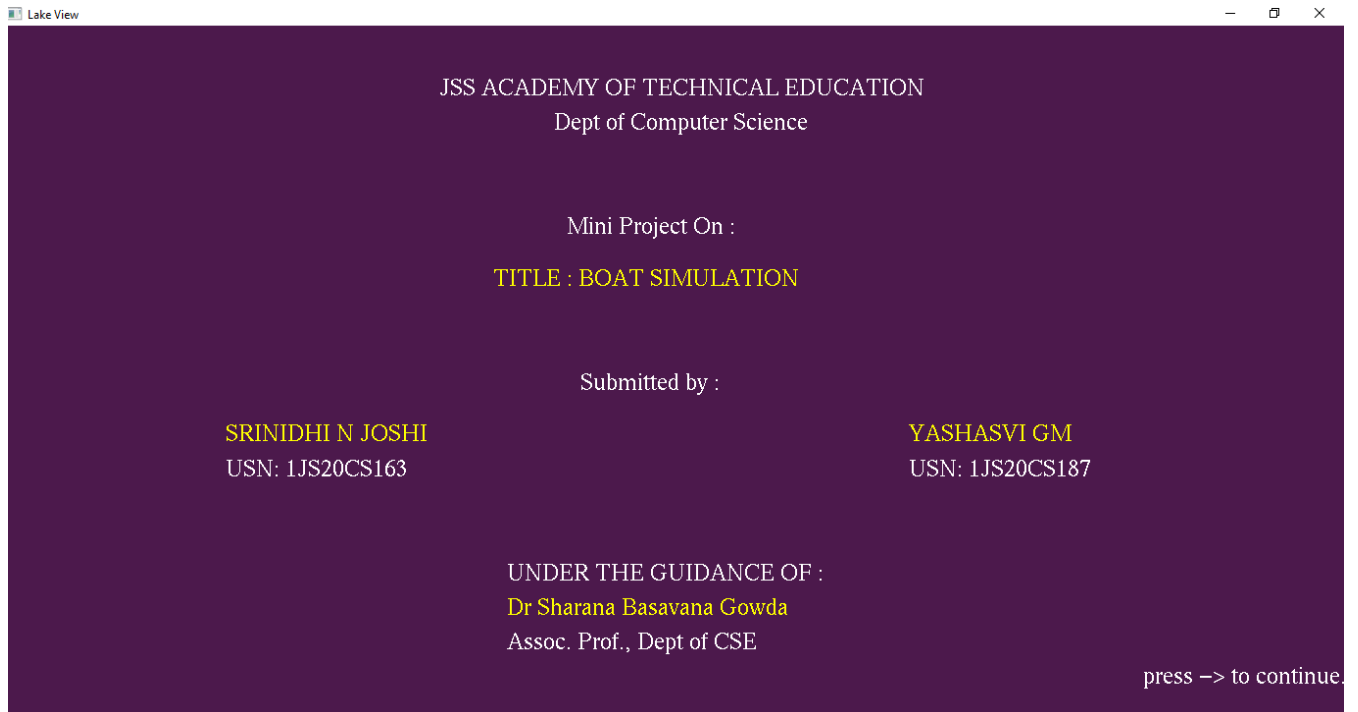 Lake View
JSS ACADEMY OF TECHNICAL EDUCATION
Dept of Computer Science
Mini Project On :
TITLE : BOAT SIMULATION
Submitted by :
SRINIDHI N JOSHI
USN: 1JS20CS163
YASHASVI GM
USN: 1JS20CS187
UNDER THE GUIDANCE OF :
Dr Sharana Basavana Gowda
Assoc. Prof., Dept of CSE
press −> to continue.